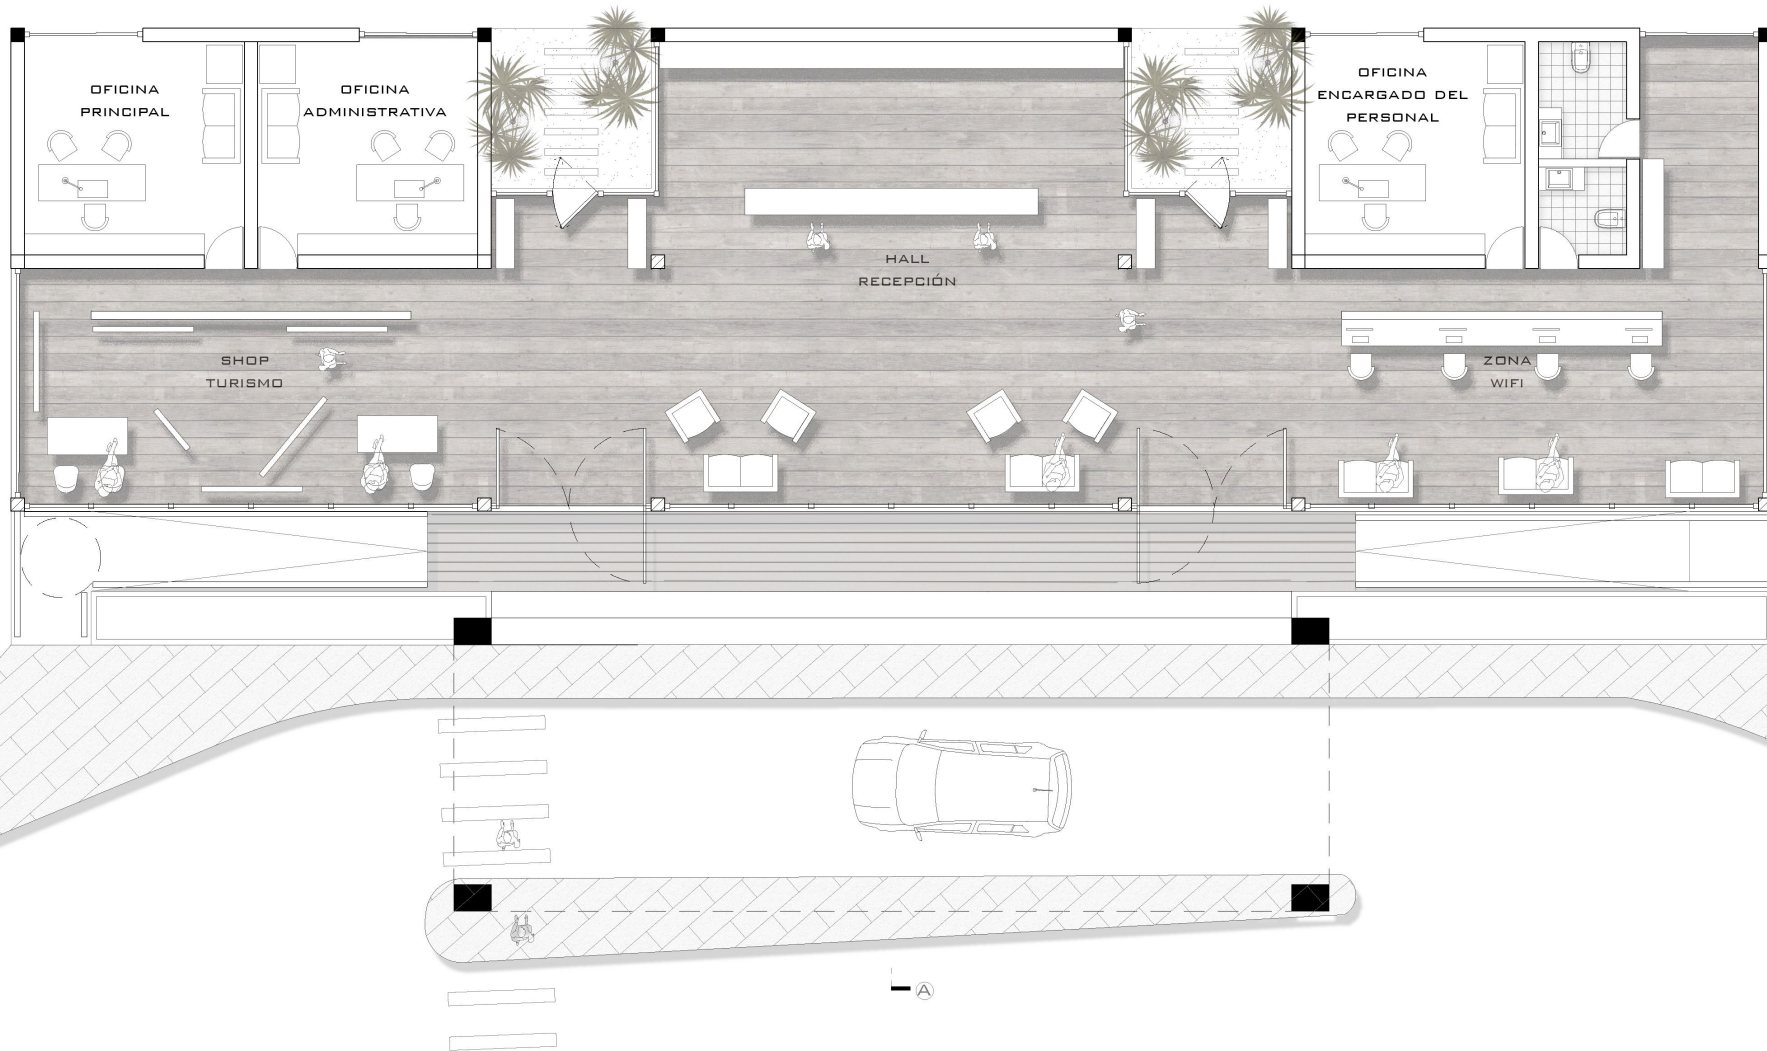 OFICINA
PRINCIPAL
OFICINA
ADMINISTRATIVA
OFICINA
ENCARGADO DEL
PERSONAL
HALL
RECEPCIÓN
SHOP
TURISMO
ZONA
WIFI
A